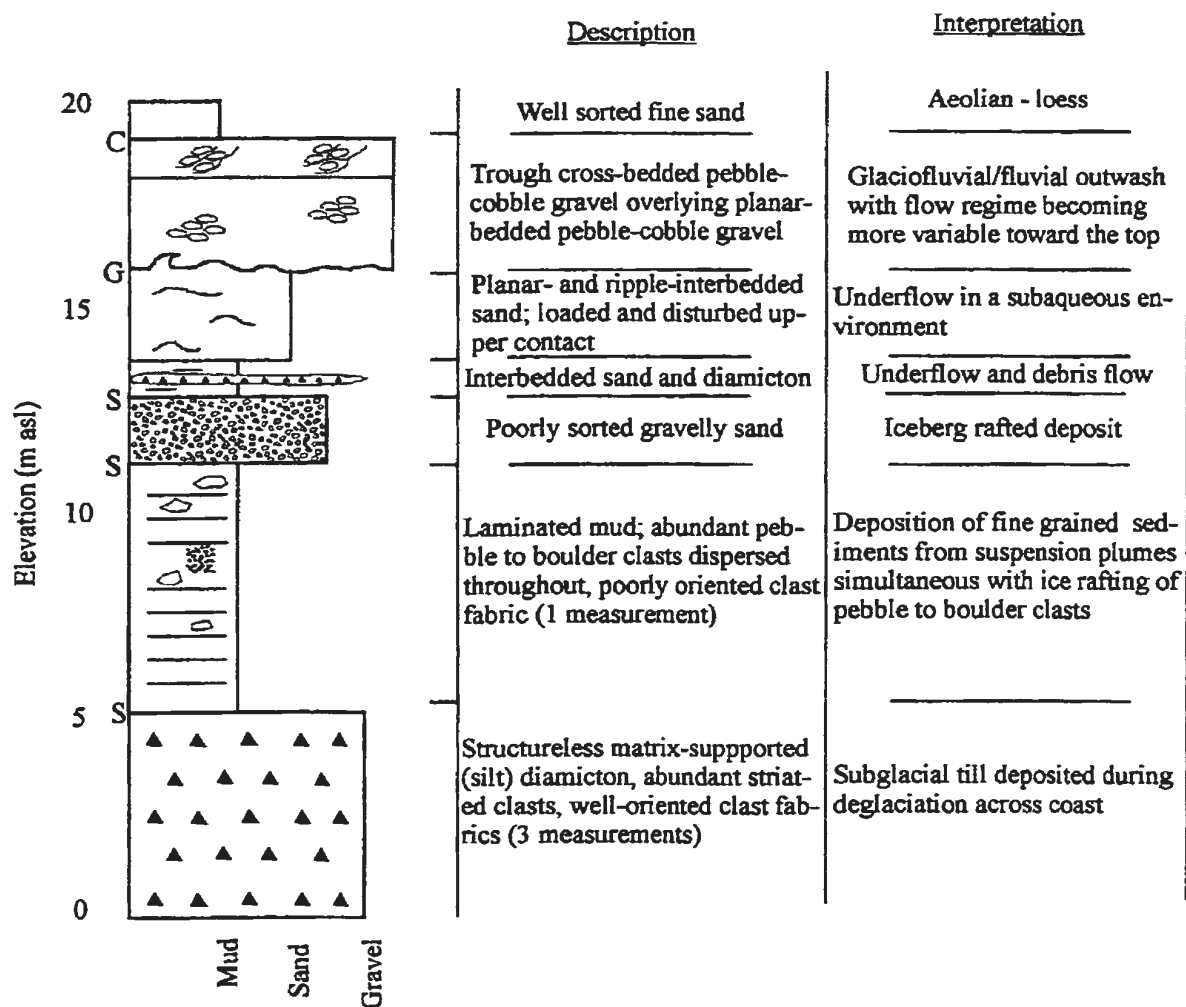 Description
Interpretation
20
Well sorted fine sand
Aeolian - loess
C
Trough cross-bedded pebble-
cobble gravel overlying planar-
bedded pebble-cobble gravel
Glaciofluvial/fluvial outwash
with flow regime becoming
more variable toward the top
G
15
Planar- and ripple-interbedded
sand; loaded and disturbed up-
per contact
Underflow in a subaqueous en-
vironment
Interbedded sand and diamicton
Underflow and debris flow
S
Poorly sorted gravelly sand
Iceberg rafted deposit
S
Elevation (m asl)
10
Laminated mud; abundant peb-
ble to boulder clasts dispersed
throughout, poorly oriented clast
fabric (1 measurement)
Deposition of fine grained sed-
iments from suspension plumes
simultaneous with ice rafting of
pebble to boulder clasts
5
S
Structureless matrix-suppported
(silt) diamicton, abundant striat-
ed clasts, well-oriented clast fab-
rics (3 measurements)
Subglacial till deposited during
deglaciation across coast
0
Mud
Sand
Gravel